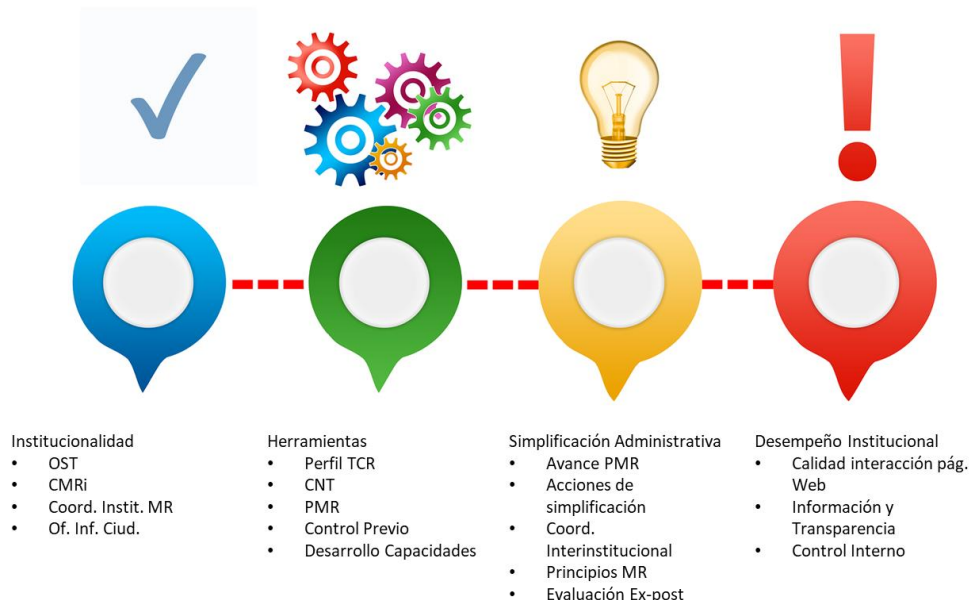 Institucionalidad
• OST
• CMRi
• Coord. Instit. MR
• Of. Inf. Ciud.
Herramientas
• Perfil TCR
• CNT
• PMR
• Control Previo
• Desarrollo Capacidades
Simplificación Administrativa
• Avance PMR
• Acciones de
simplificación
• Coord.
Interinstitucional
• Principios MR
• Evaluación Ex-post
Desempeño Institucional
• Calidad interacción pág.
Web
• Información y
Transparencia
• Control Interno